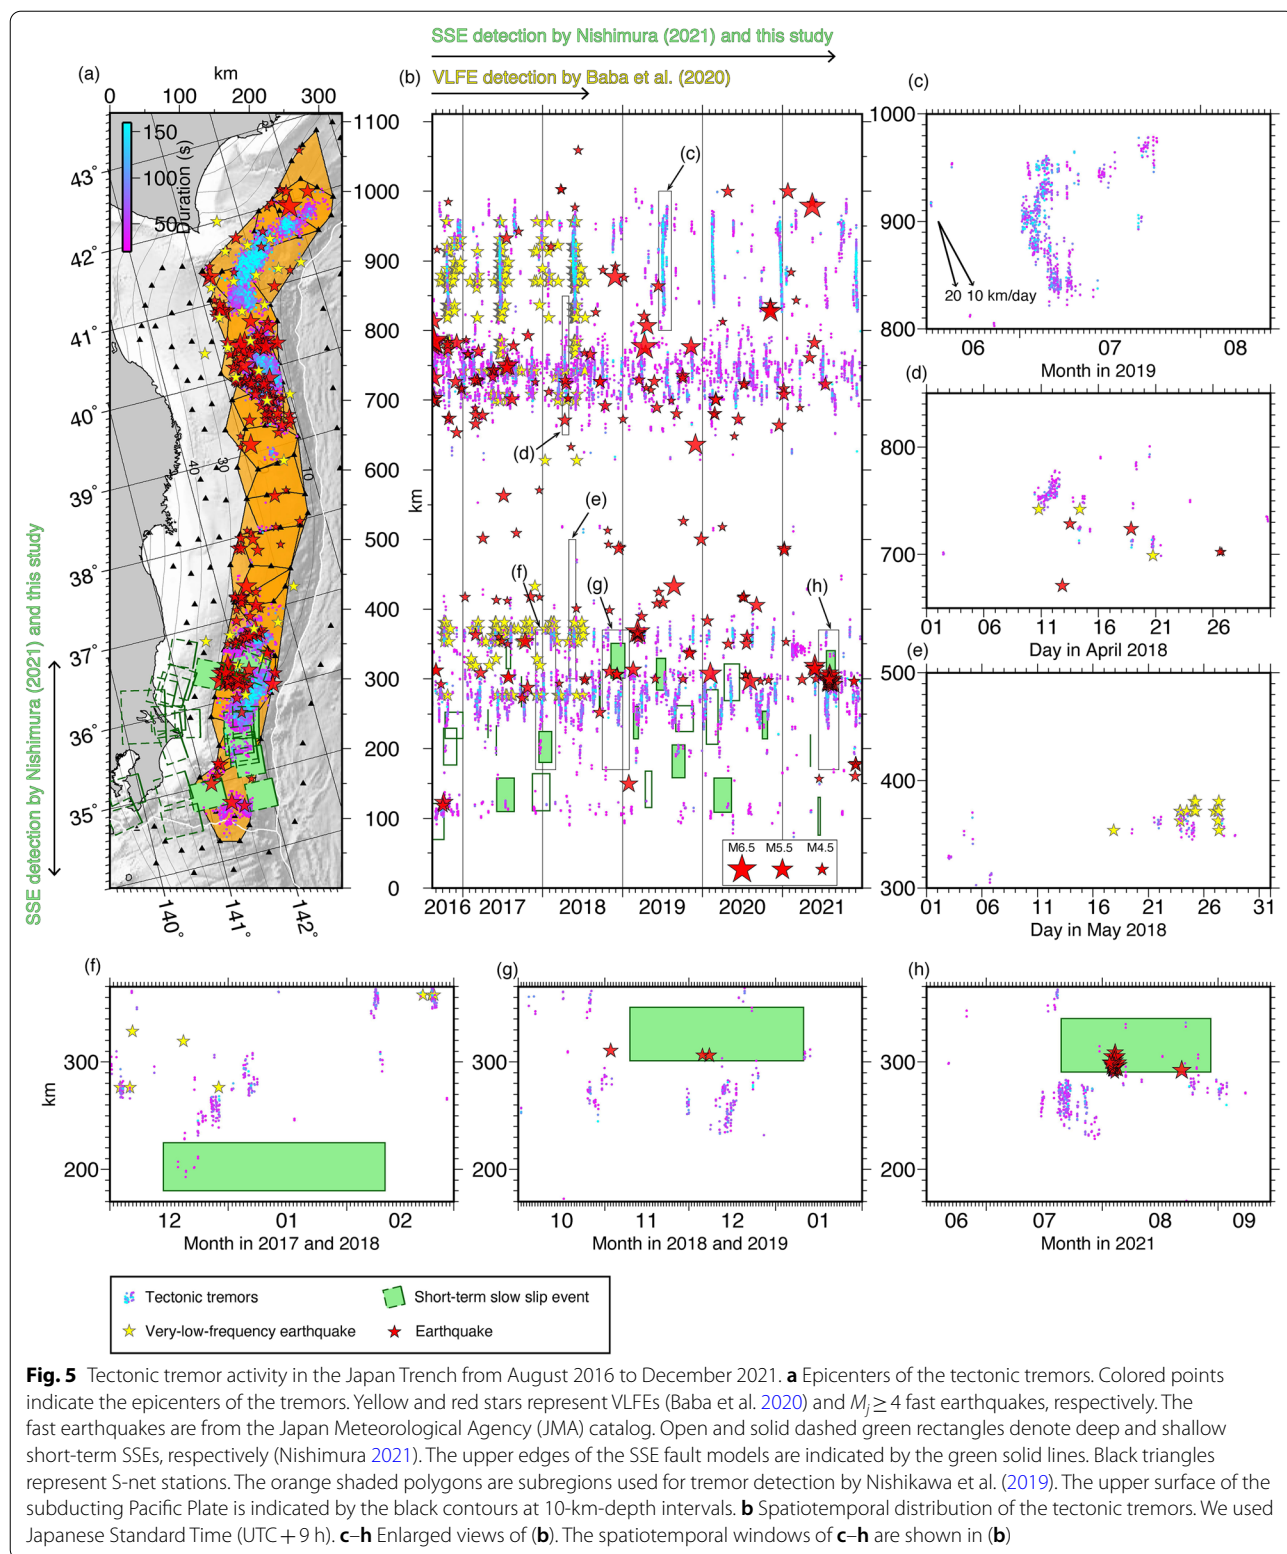 SSE detection by Nishimura (2021) and this study
VLFE detection by Baba et al. (2020)
(a)
km
0 100 200 300
150
100
50
Duration (s)
43°
42°
41°
40°
39°
38°
37°
36°
35°
140°
141°
142°
40
30
10
SSE detection by Nishimura (2021) and this study
(b)
1100
1000
900
800
700
600
500
400
300
200
100
0
km
(c)
(d)
(e)
(f)
(g)
(h)
M6.5 M5.5 M4.5
2016 2017 2018 2019 2020 2021
(c)
1000
900
800
20 10 km/day
06 07 08
Month in 2019
(d)
800
700
01 06 11 16 21 26
Day in April 2018
(e)
500
400
300
01 06 11 16 21 26 31
Day in May 2018
(f)
km
300
200
12 01 02
Month in 2017 and 2018
(g)
300
200
10 11 12 01
Month in 2018 and 2019
(h)
300
200
06 07 08 09
Month in 2021
Tectonic tremors
Short-term slow slip event
Very-low-frequency earthquake
Earthquake
Fig. 5 Tectonic tremor activity in the Japan Trench from August 2016 to December 2021. a Epicenters of the tectonic tremors. Colored points
indicate the epicenters of the tremors. Yellow and red stars represent VLFEs (Baba et al. 2020) and Mj ≥ 4 fast earthquakes, respectively. The
fast earthquakes are from the Japan Meteorological Agency (JMA) catalog. Open and solid dashed green rectangles denote deep and shallow
short-term SSEs, respectively (Nishimura 2021). The upper edges of the SSE fault models are indicated by the green solid lines. Black triangles
represent S-net stations. The orange shaded polygons are subregions used for tremor detection by Nishikawa et al. (2019). The upper surface of the
subducting Pacific Plate is indicated by the black contours at 10-km-depth intervals. b Spatiotemporal distribution of the tectonic tremors. We used
Japanese Standard Time (UTC + 9 h). c–h Enlarged views of (b). The spatiotemporal windows of c–h are shown in (b)